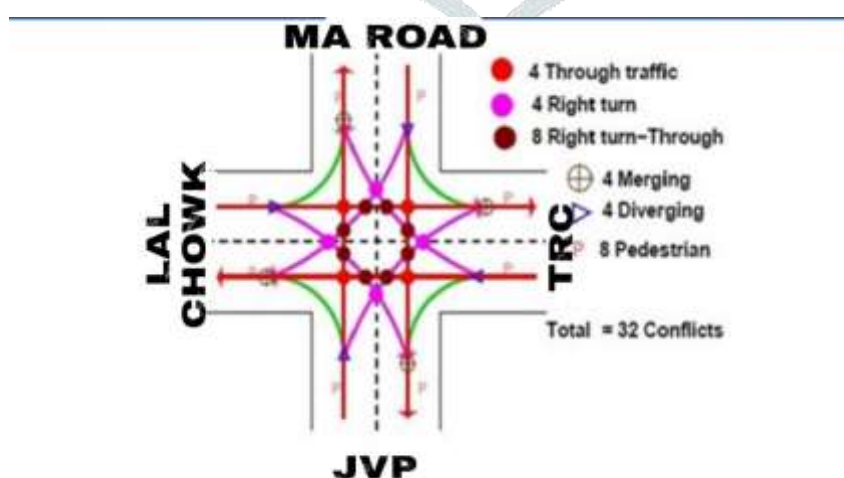 MA ROAD
4 Through traffic
4 Right turn
8 Right turn-Through
4 Merging
4 Diverging
8 Pedestrian
Total = 32 Conflicts
LAL
CHOWK
TRC
JVP
P
P
P
P
P
P
P
P
P